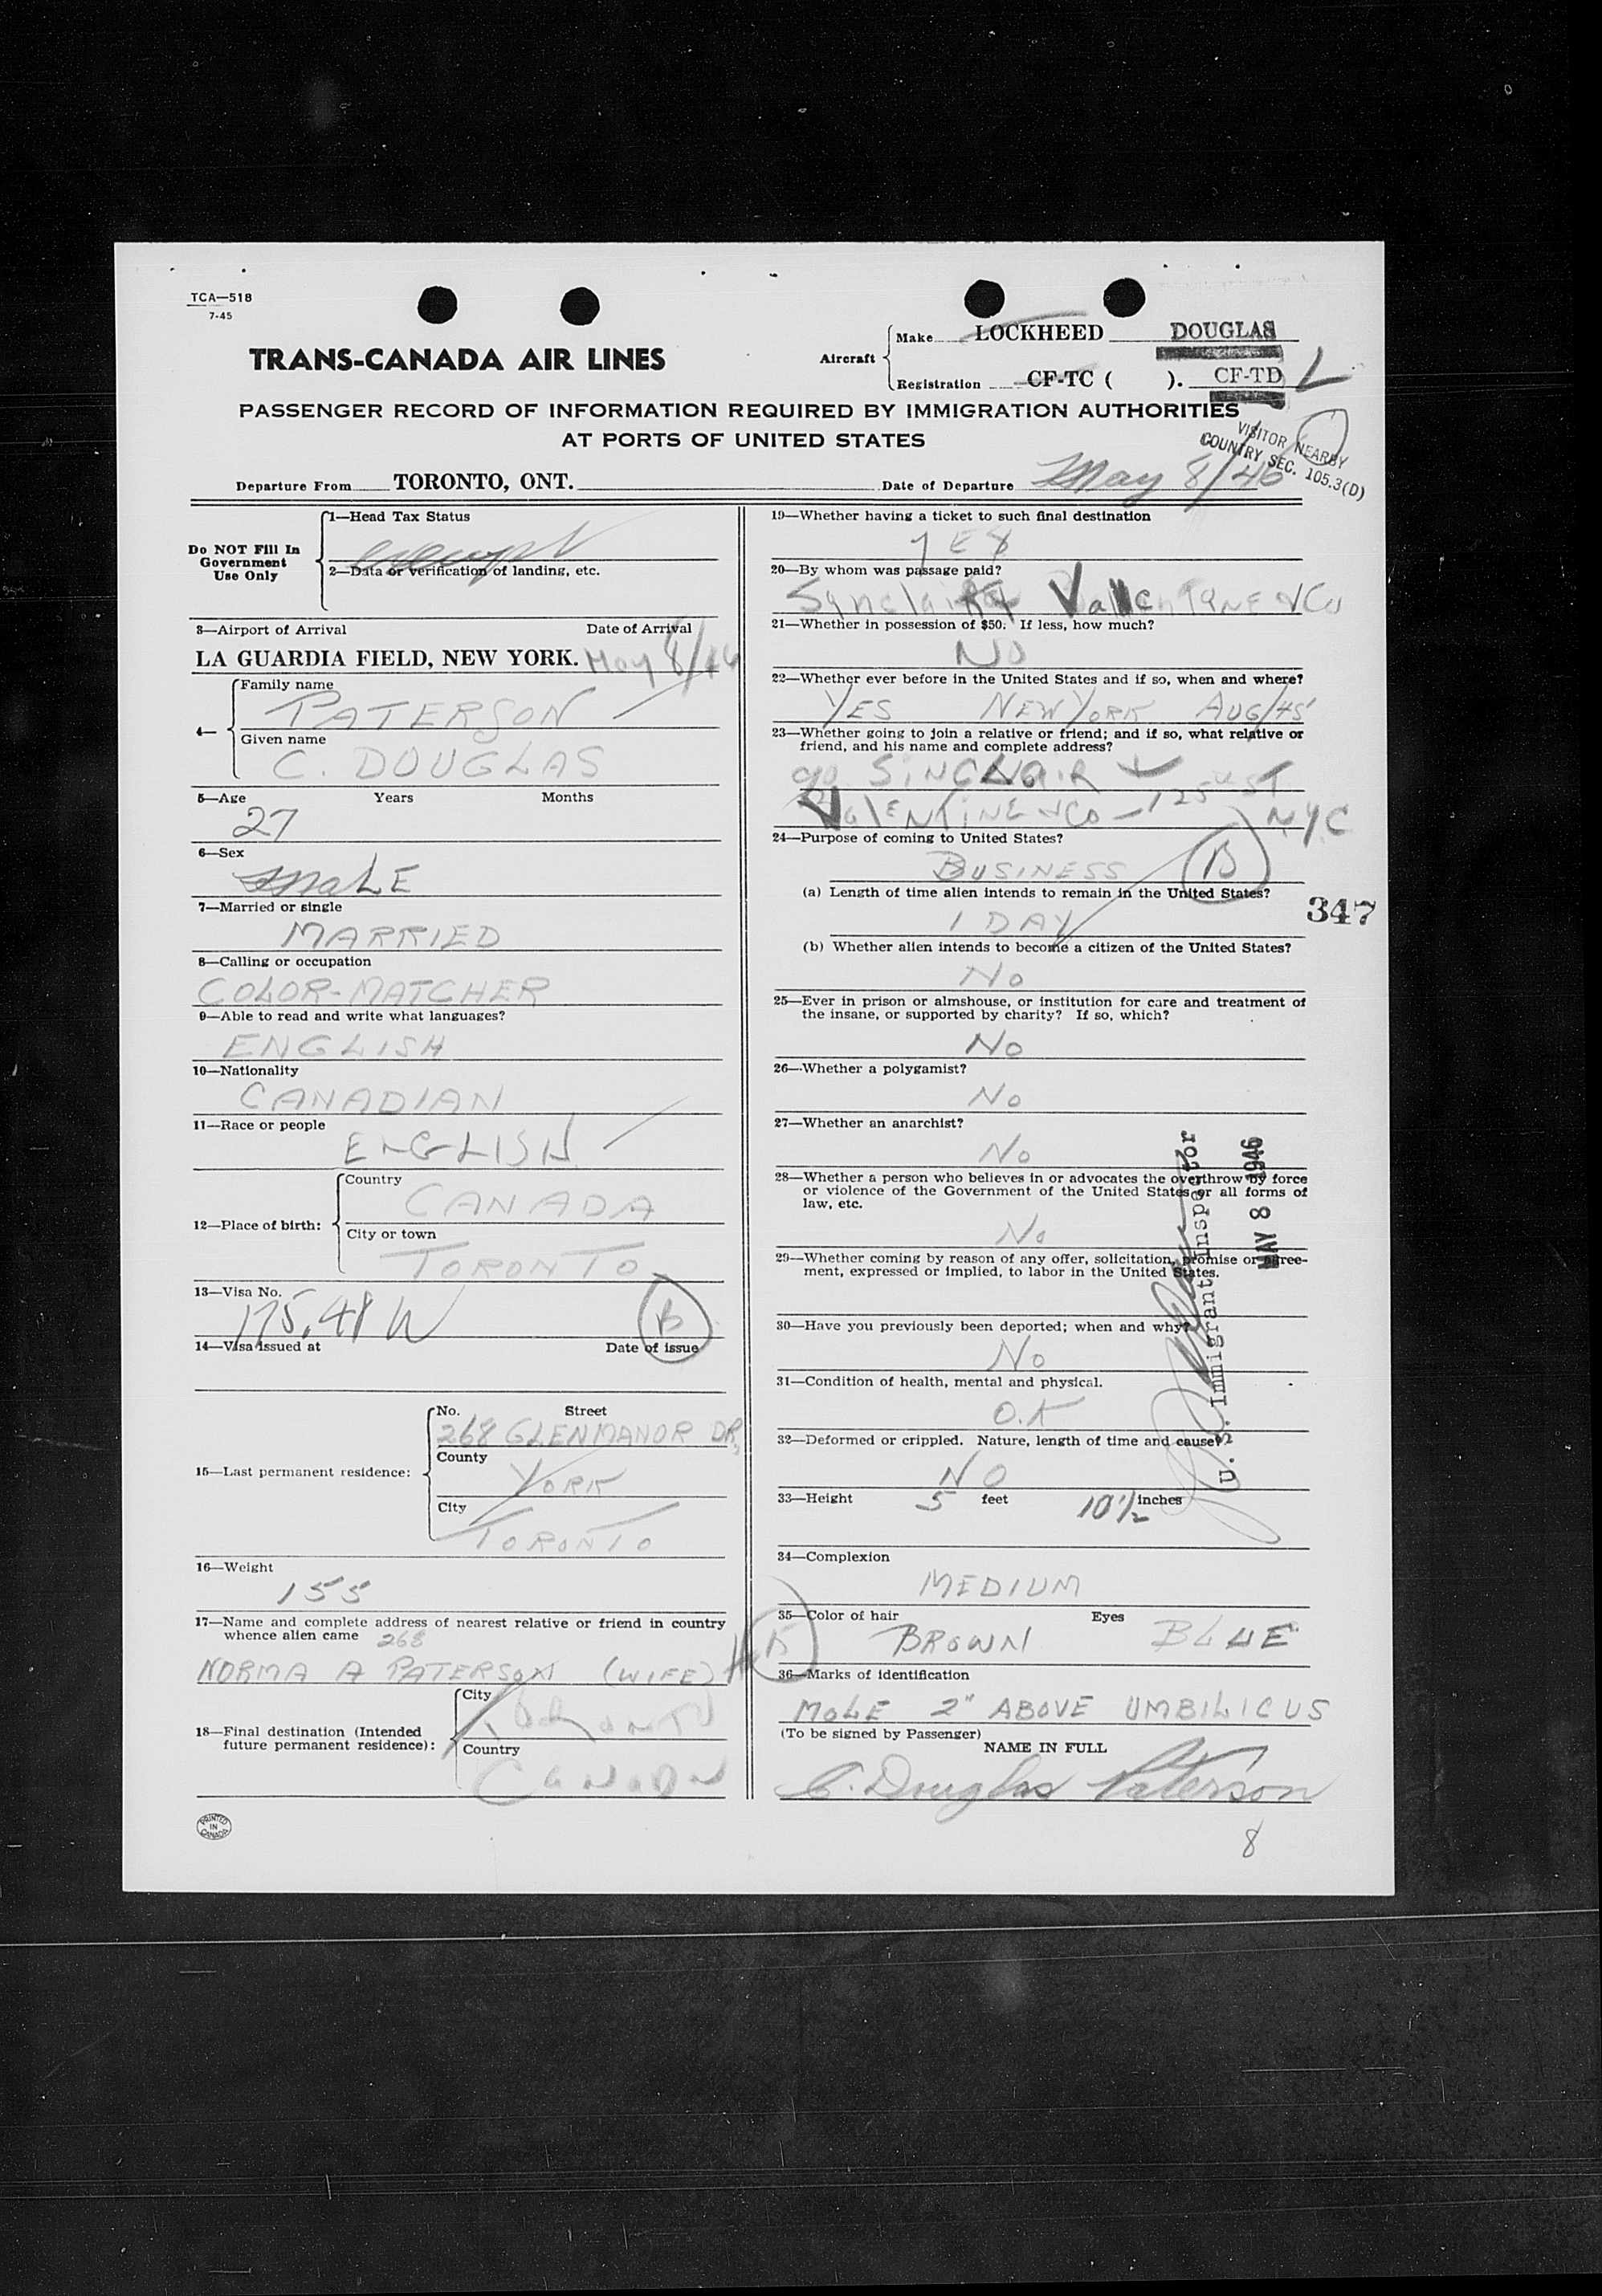 TCA—518
7-45
TRANS-CANADA AIR LINES
Aircraft
Make LOCKHEED DOUGLAS
Registration CF-TC ( ). CF-TD L
PASSENGER RECORD OF INFORMATION REQUIRED BY IMMIGRATION AUTHORITIES
AT PORTS OF UNITED STATES
VISITOR NEARBY
COUNTRY SEC. 105.3(D)
Departure From TORONTO, ONT. Date of Departure May 8/46
Do NOT Fill In
Government
Use Only
1—Head Tax Status
2—Data or verification of landing, etc.
3—Airport of Arrival Date of Arrival
LA GUARDIA FIELD, NEW YORK. May 8/46
4—
Family name
PATERSON
Given name
C. DOUGLAS
5—Age Years Months
27
6—Sex
MALE
7—Married or single
MARRIED
8—Calling or occupation
COLOR-MATCHER
9—Able to read and write what languages?
ENGLISH
10—Nationality
CANADIAN
11—Race or people
ENGLISH
12—Place of birth:
Country
CANADA
City or town
TORONTO
13—Visa No.
175.41 W B
14—Visa issued at Date of issue
15—Last permanent residence:
No. Street
268 GLENMANOR DR,
County
YORK
City
TORONTO
16—Weight
155
17—Name and complete address of nearest relative or friend in country
whence alien came 268
NORMA A PATERSON (WIFE) #15
18—Final destination (Intended
future permanent residence):
City
TORONTO
Country
CANADA
PRINTED
IN
CANADA
19—Whether having a ticket to such final destination
YES
20—By whom was passage paid?
Synclair & Vallentane & Co
21—Whether in possession of $50. If less, how much?
NO
22—Whether ever before in the United States and if so, when and where?
YES NEW YORK AUG/45'
23—Whether going to join a relative or friend; and if so, what relative or
friend, and his name and complete address?
c/o SINCLAIR &
VALENTINE & CO — 125th ST
N.Y.C
24—Purpose of coming to United States?
BUSINESS B
(a) Length of time alien intends to remain in the United States?
1 DAY
347
(b) Whether alien intends to become a citizen of the United States?
No
25—Ever in prison or almshouse, or institution for care and treatment of
the insane, or supported by charity? If so, which?
No
26—Whether a polygamist?
No
27—Whether an anarchist?
No
28—Whether a person who believes in or advocates the overthrow by force
or violence of the Government of the United States or all forms of
law, etc.
No
29—Whether coming by reason of any offer, solicitation, promise or agree-
ment, expressed or implied, to labor in the United States.
U. S. Immigrant Inspector
MAY 8 1946
30—Have you previously been deported; when and why?
No
31—Condition of health, mental and physical.
O.K
32—Deformed or crippled. Nature, length of time and cause?
NO
33—Height 5 feet 10 1/2 inches
34—Complexion
MEDIUM
35—Color of hair Eyes
BROWN BLUE
36—Marks of identification
MOLE 2" ABOVE UMBILICUS
(To be signed by Passenger)
NAME IN FULL
C. Douglas Paterson
8